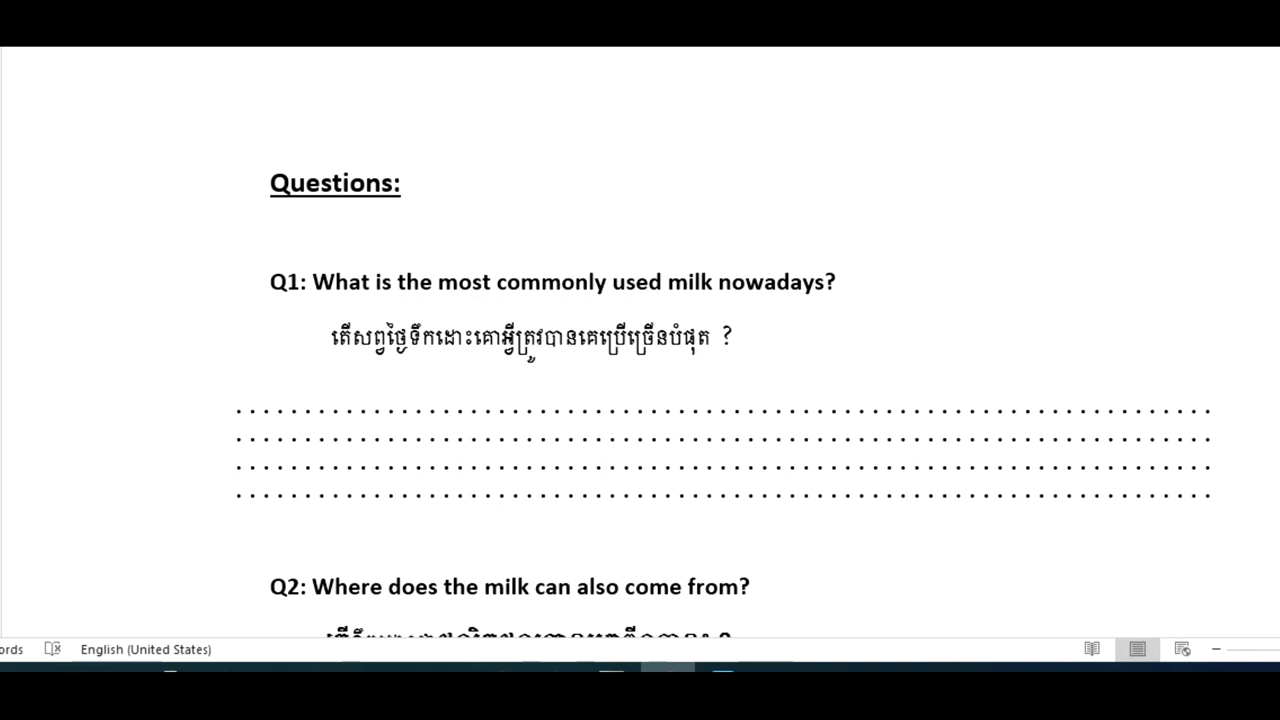 Questions:
Q1: What is the most commonly used milk nowadays?
តើសព្វថ្ងៃទឹកដោះគោអ្វីត្រូវបានគេប្រើច្រើនបំផុត ?
. . . . . . . . . . . . . . . . . . . . . . . . . . . . . . . . . . . . . . . . . . . . . . . . . . . . . . . . . . . . . . . . . . . . . . .
. . . . . . . . . . . . . . . . . . . . . . . . . . . . . . . . . . . . . . . . . . . . . . . . . . . . . . . . . . . . . . . . . . . . . . .
. . . . . . . . . . . . . . . . . . . . . . . . . . . . . . . . . . . . . . . . . . . . . . . . . . . . . . . . . . . . . . . . . . . . . . .
. . . . . . . . . . . . . . . . . . . . . . . . . . . . . . . . . . . . . . . . . . . . . . . . . . . . . . . . . . . . . . . . . . . . . . .
Q2: Where does the milk can also come from?
ords English (United States)